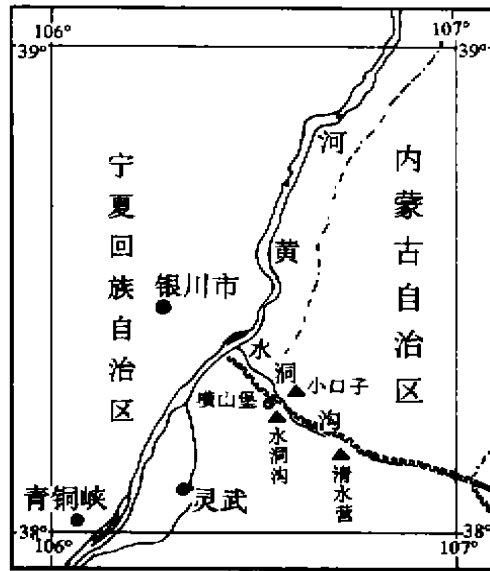 106°
107°
39°
39°
宁夏回族自治区
内蒙古自治区
黄河
银川市
水洞沟
小口子
横山堡
水洞沟
清水营
青铜峡
灵武
38°
38°
106°
107°